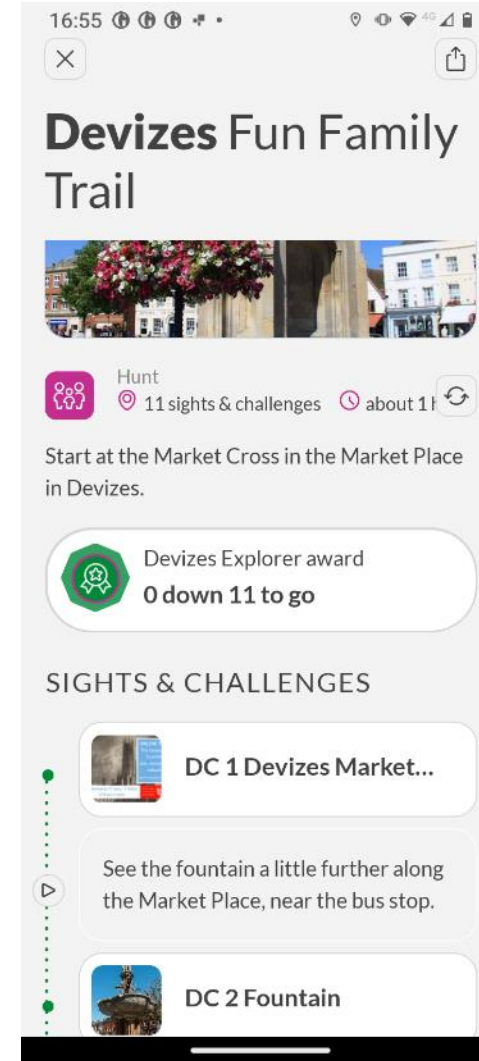 16:55
4G
Devizes Fun Family
Trail
Hunt
11 sights & challenges about 1 h
Start at the Market Cross in the Market Place
in Devizes.
Devizes Explorer award
0 down 11 to go
SIGHTS & CHALLENGES
DC 1 Devizes Market...
See the fountain a little further along
the Market Place, near the bus stop.
DC 2 Fountain